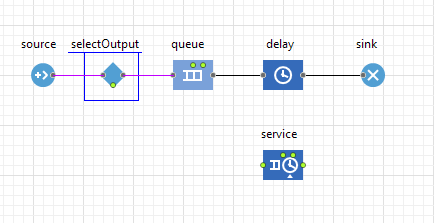 source
selectOutput
queue
delay
sink
service